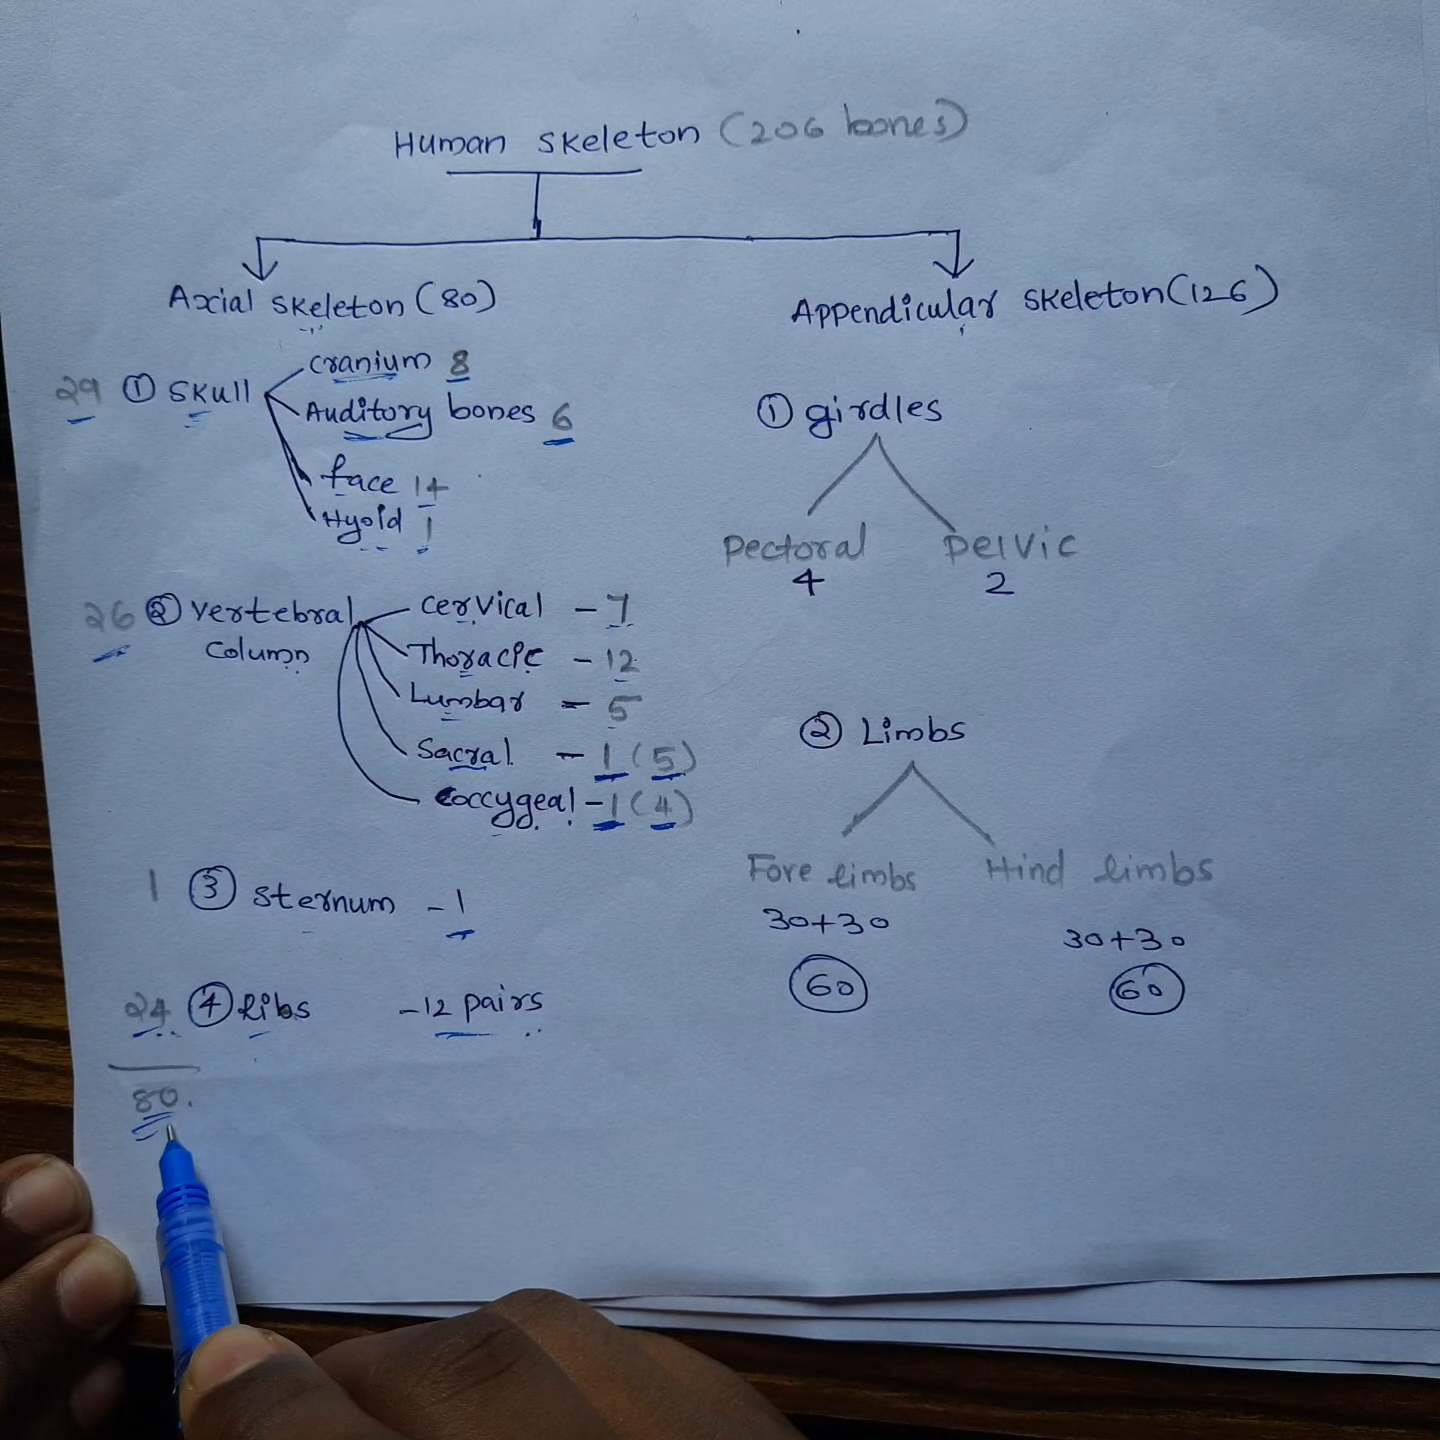 Human skeleton (206 bones)
Axial skeleton (80)
Appendicular skeleton (126)
29 ① Skull
cranium 8
Auditory bones 6
face 14
Hyoid 1
26 ② Vertebral column
cervical - 7
Thoracic - 12
Lumbar - 5
Sacral - 1 (5)
Coccygeal - 1 (4)
1 ③ Sternum - 1
24 ④ Ribs - 12 pairs
80.
① girdles
Pectoral
4
Pelvic
2
② Limbs
Fore limbs
30+30
60
Hind limbs
30+30
60